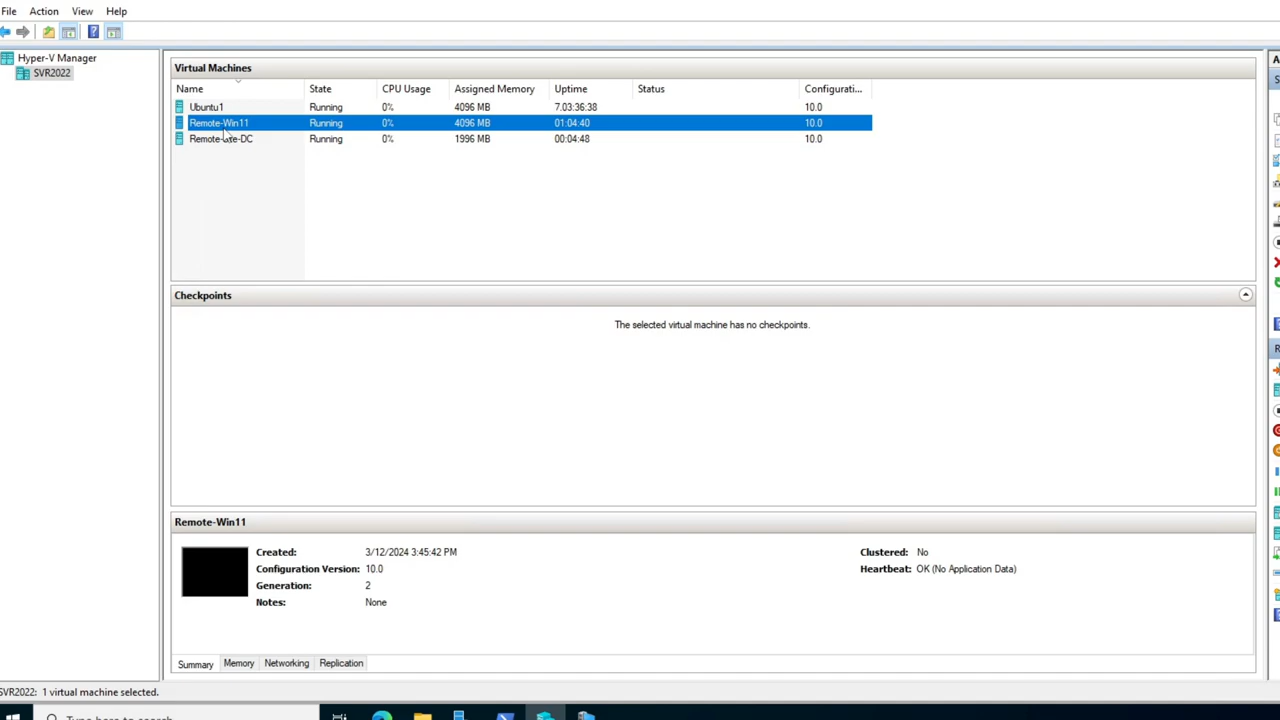 File Action View Help
Hyper-V Manager
SVR2022
Virtual Machines
Name State CPU Usage Assigned Memory Uptime Status Configurati...
Ubuntu1 Running 0% 4096 MB 7.03:36:38 10.0
Remote-Win11 Running 0% 4096 MB 01:04:40 10.0
Running 0% 1996 MB 00:04:48 10.0
Checkpoints
The selected virtual machine has no checkpoints.
Remote-Win11
Created: 3/12/2024 3:45:42 PM Clustered: No
Configuration Version: 10.0 Heartbeat: OK (No Application Data)
Generation: 2
Notes: None
Summary Memory Networking Replication
SVR2022: 1 virtual machine selected.
Type here to search